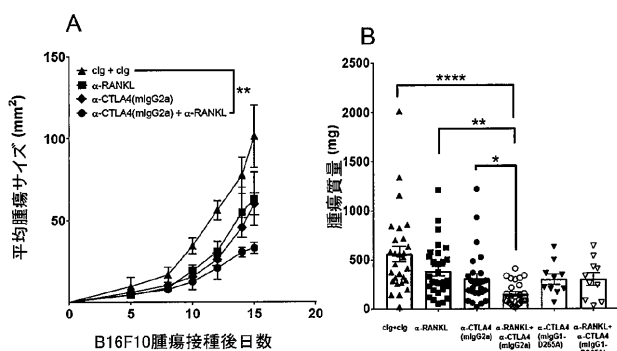 A
cIg + cIg
α-RANKL
α-CTLA4(mIgG2a)
α-CTLA4(mIgG2a) + α-RANKL
**
平均腫瘍サイズ (mm²)
150
100
50
0
5
10
15
20
B16F10腫瘍接種後日数
B
腫瘍質量
(mg)
2500
2000
1500
1000
500
0
****
**
*
cIg+cIg
α-RANKL
α-CTLA4
(mIgG2a)
α-RANKL+
α-CTLA4
(mIgG2a)
α-CTLA4
(mIgG1-
D265A)
α-RANKL+
α-CTLA4
(mIgG1-
D265A)